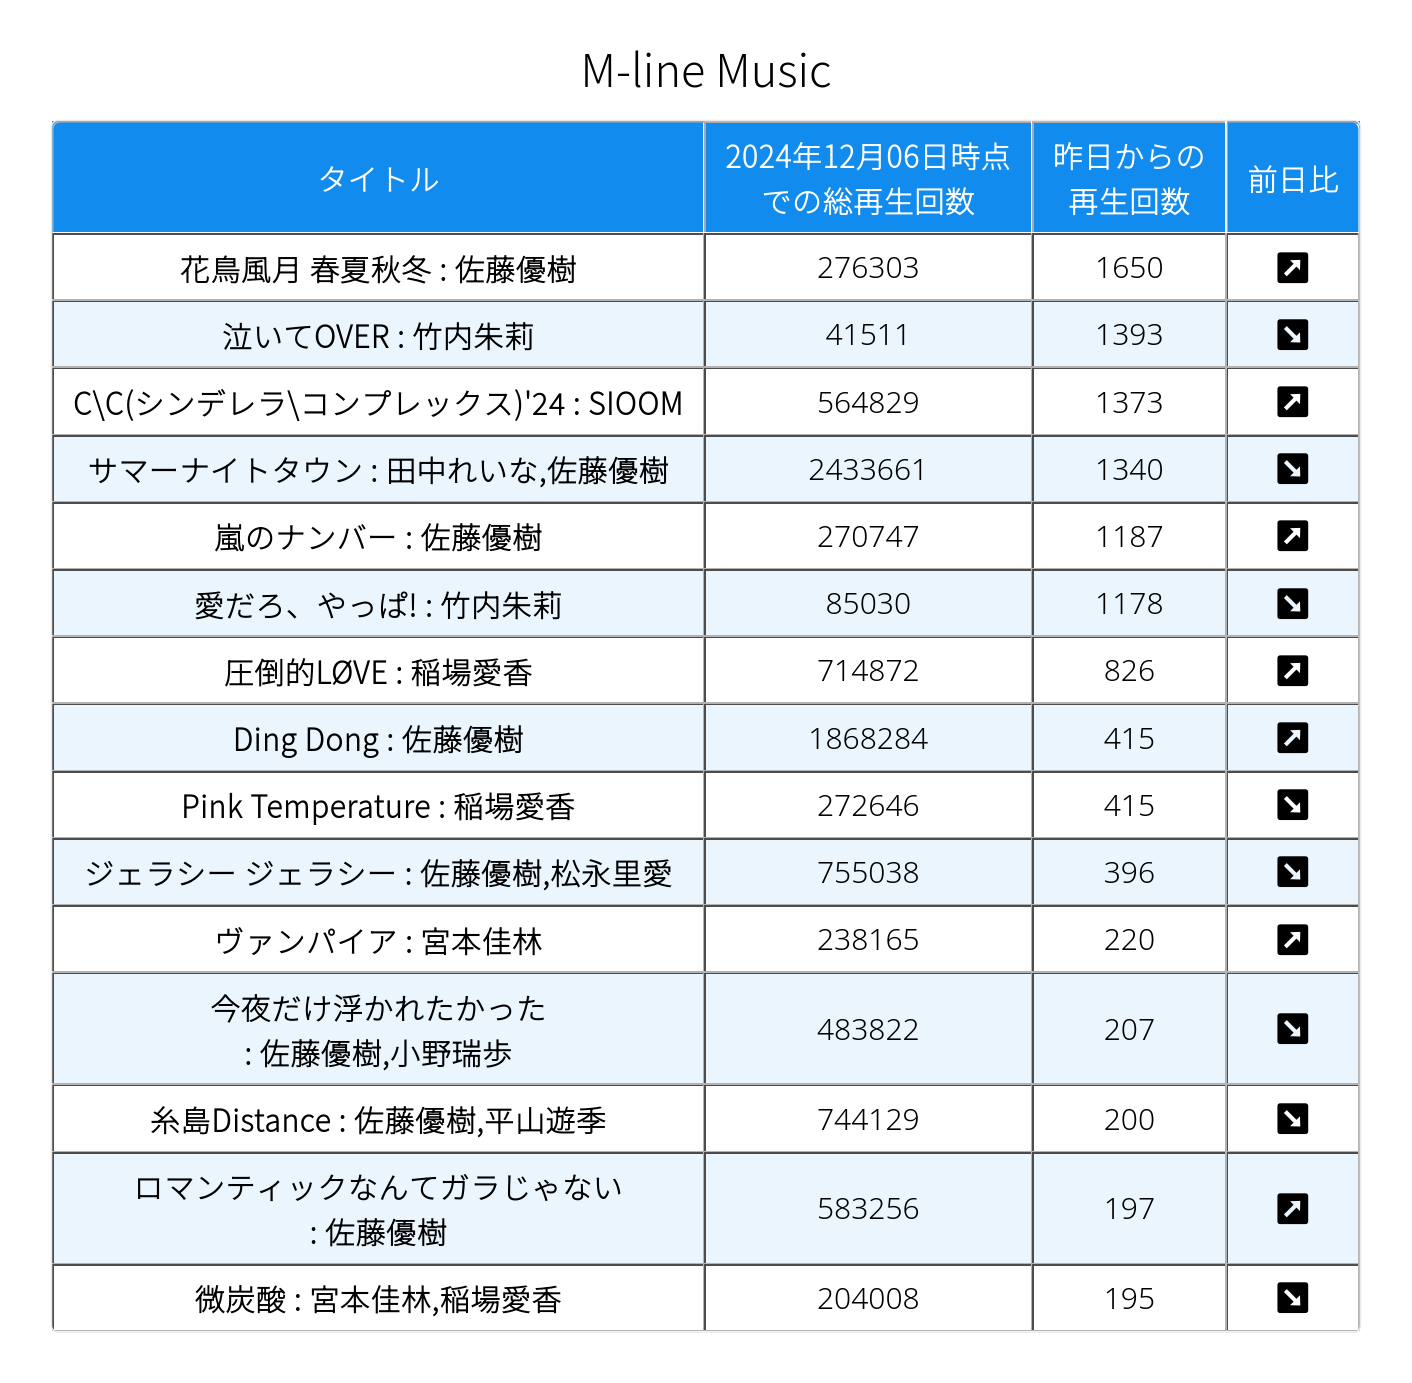 M-line Music
タイトル
2024年12月06日時点
での総再生回数
昨日からの
再生回数
前日比
花鳥風月 春夏秋冬 : 佐藤優樹 276303 1650 ↗
泣いてOVER : 竹内朱莉 41511 1393 ↘
C\C(シンデレラ\コンプレックス)'24 : SIOOM 564829 1373 ↗
サマーナイトタウン : 田中れいな,佐藤優樹 2433661 1340 ↘
嵐のナンバー : 佐藤優樹 270747 1187 ↗
愛だろ、やっぱ! : 竹内朱莉 85030 1178 ↘
圧倒的LØVE : 稲場愛香 714872 826 ↗
Ding Dong : 佐藤優樹 1868284 415 ↗
Pink Temperature : 稲場愛香 272646 415 ↘
ジェラシー ジェラシー : 佐藤優樹,松永里愛 755038 396 ↘
ヴァンパイア : 宮本佳林 238165 220 ↗
今夜だけ浮かれたかった
: 佐藤優樹,小野瑞歩 483822 207 ↘
糸島Distance : 佐藤優樹,平山遊季 744129 200 ↘
ロマンティックなんてガラじゃない
: 佐藤優樹 583256 197 ↗
微炭酸 : 宮本佳林,稲場愛香 204008 195 ↘